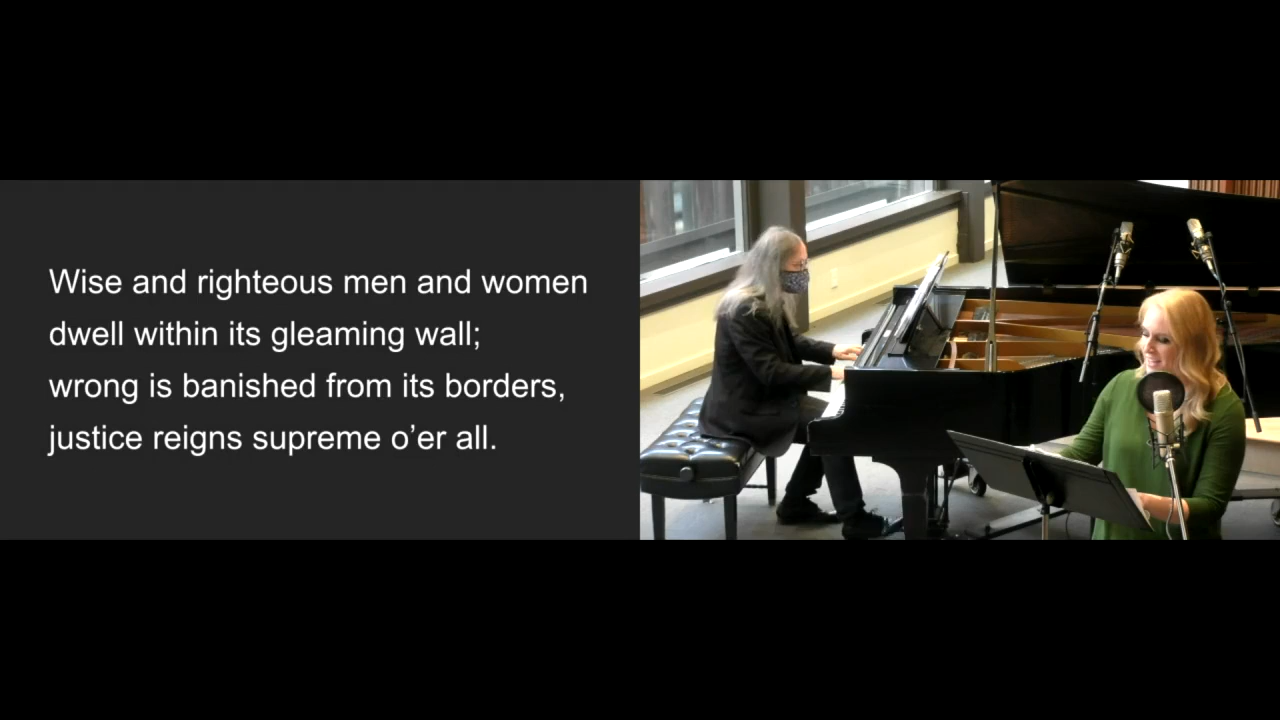 Wise and righteous men and women
dwell within its gleaming wall;
wrong is banished from its borders,
justice reigns supreme o’er all.